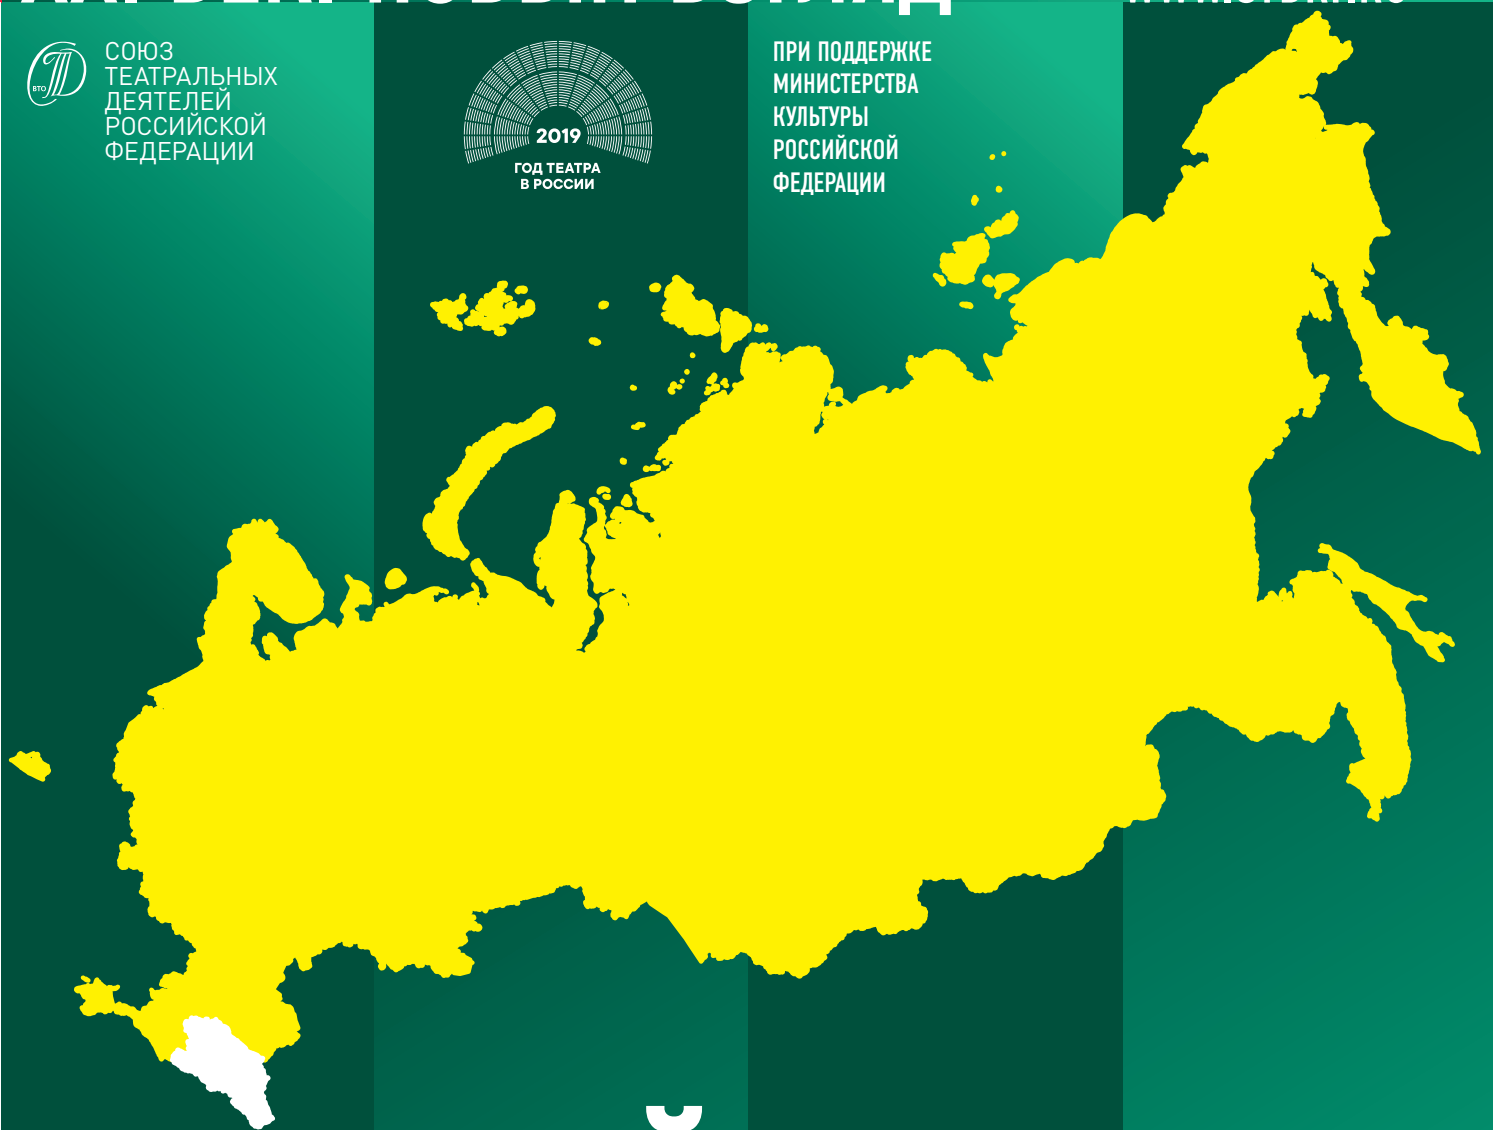 СОЮЗ
ТЕАТРАЛЬНЫХ
ДЕЯТЕЛЕЙ
РОССИЙСКОЙ
ФЕДЕРАЦИИ
ВТО
2019
ГОД ТЕАТРА
В РОССИИ
ПРИ ПОДДЕРЖКЕ
МИНИСТЕРСТВА
КУЛЬТУРЫ
РОССИЙСКОЙ
ФЕДЕРАЦИИ